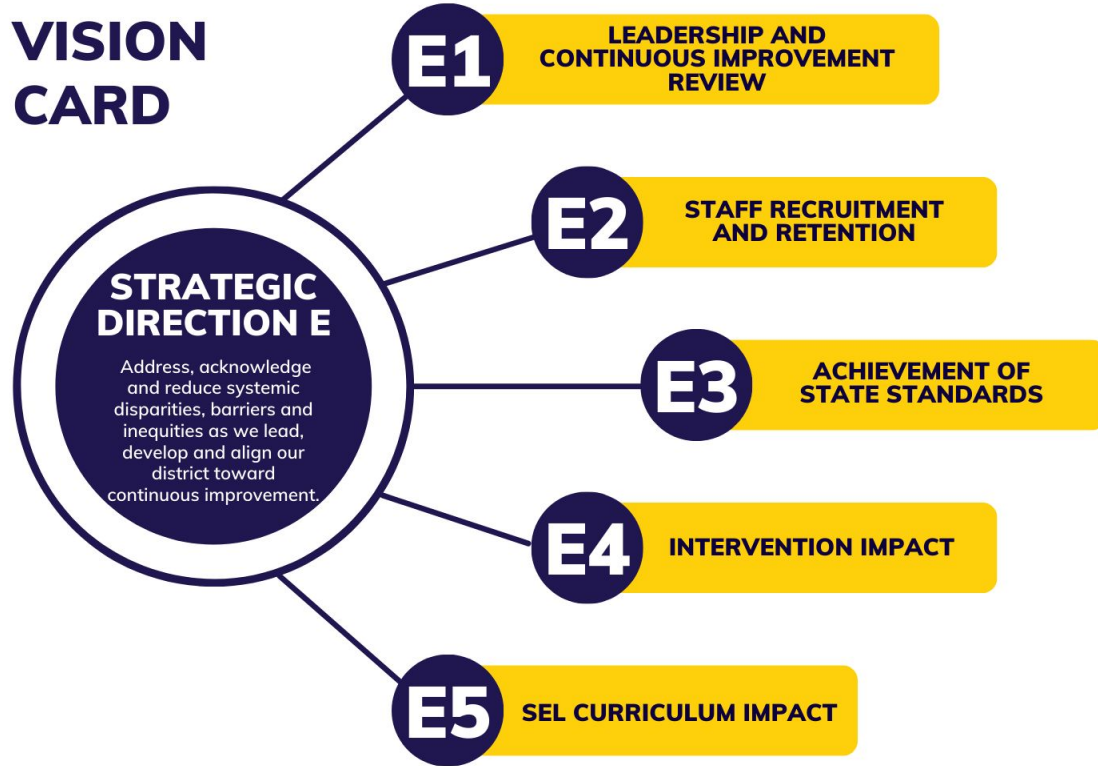 VISION
CARD
E1
LEADERSHIP AND
CONTINUOUS IMPROVEMENT
REVIEW
E2
STAFF RECRUITMENT
AND RETENTION
STRATEGIC
DIRECTION E
Address, acknowledge
and reduce systemic
disparities, barriers and
inequities as we lead,
develop and align our
district toward
continuous improvement.
E3
ACHIEVEMENT OF
STATE STANDARDS
E4
INTERVENTION IMPACT
E5
SEL CURRICULUM IMPACT